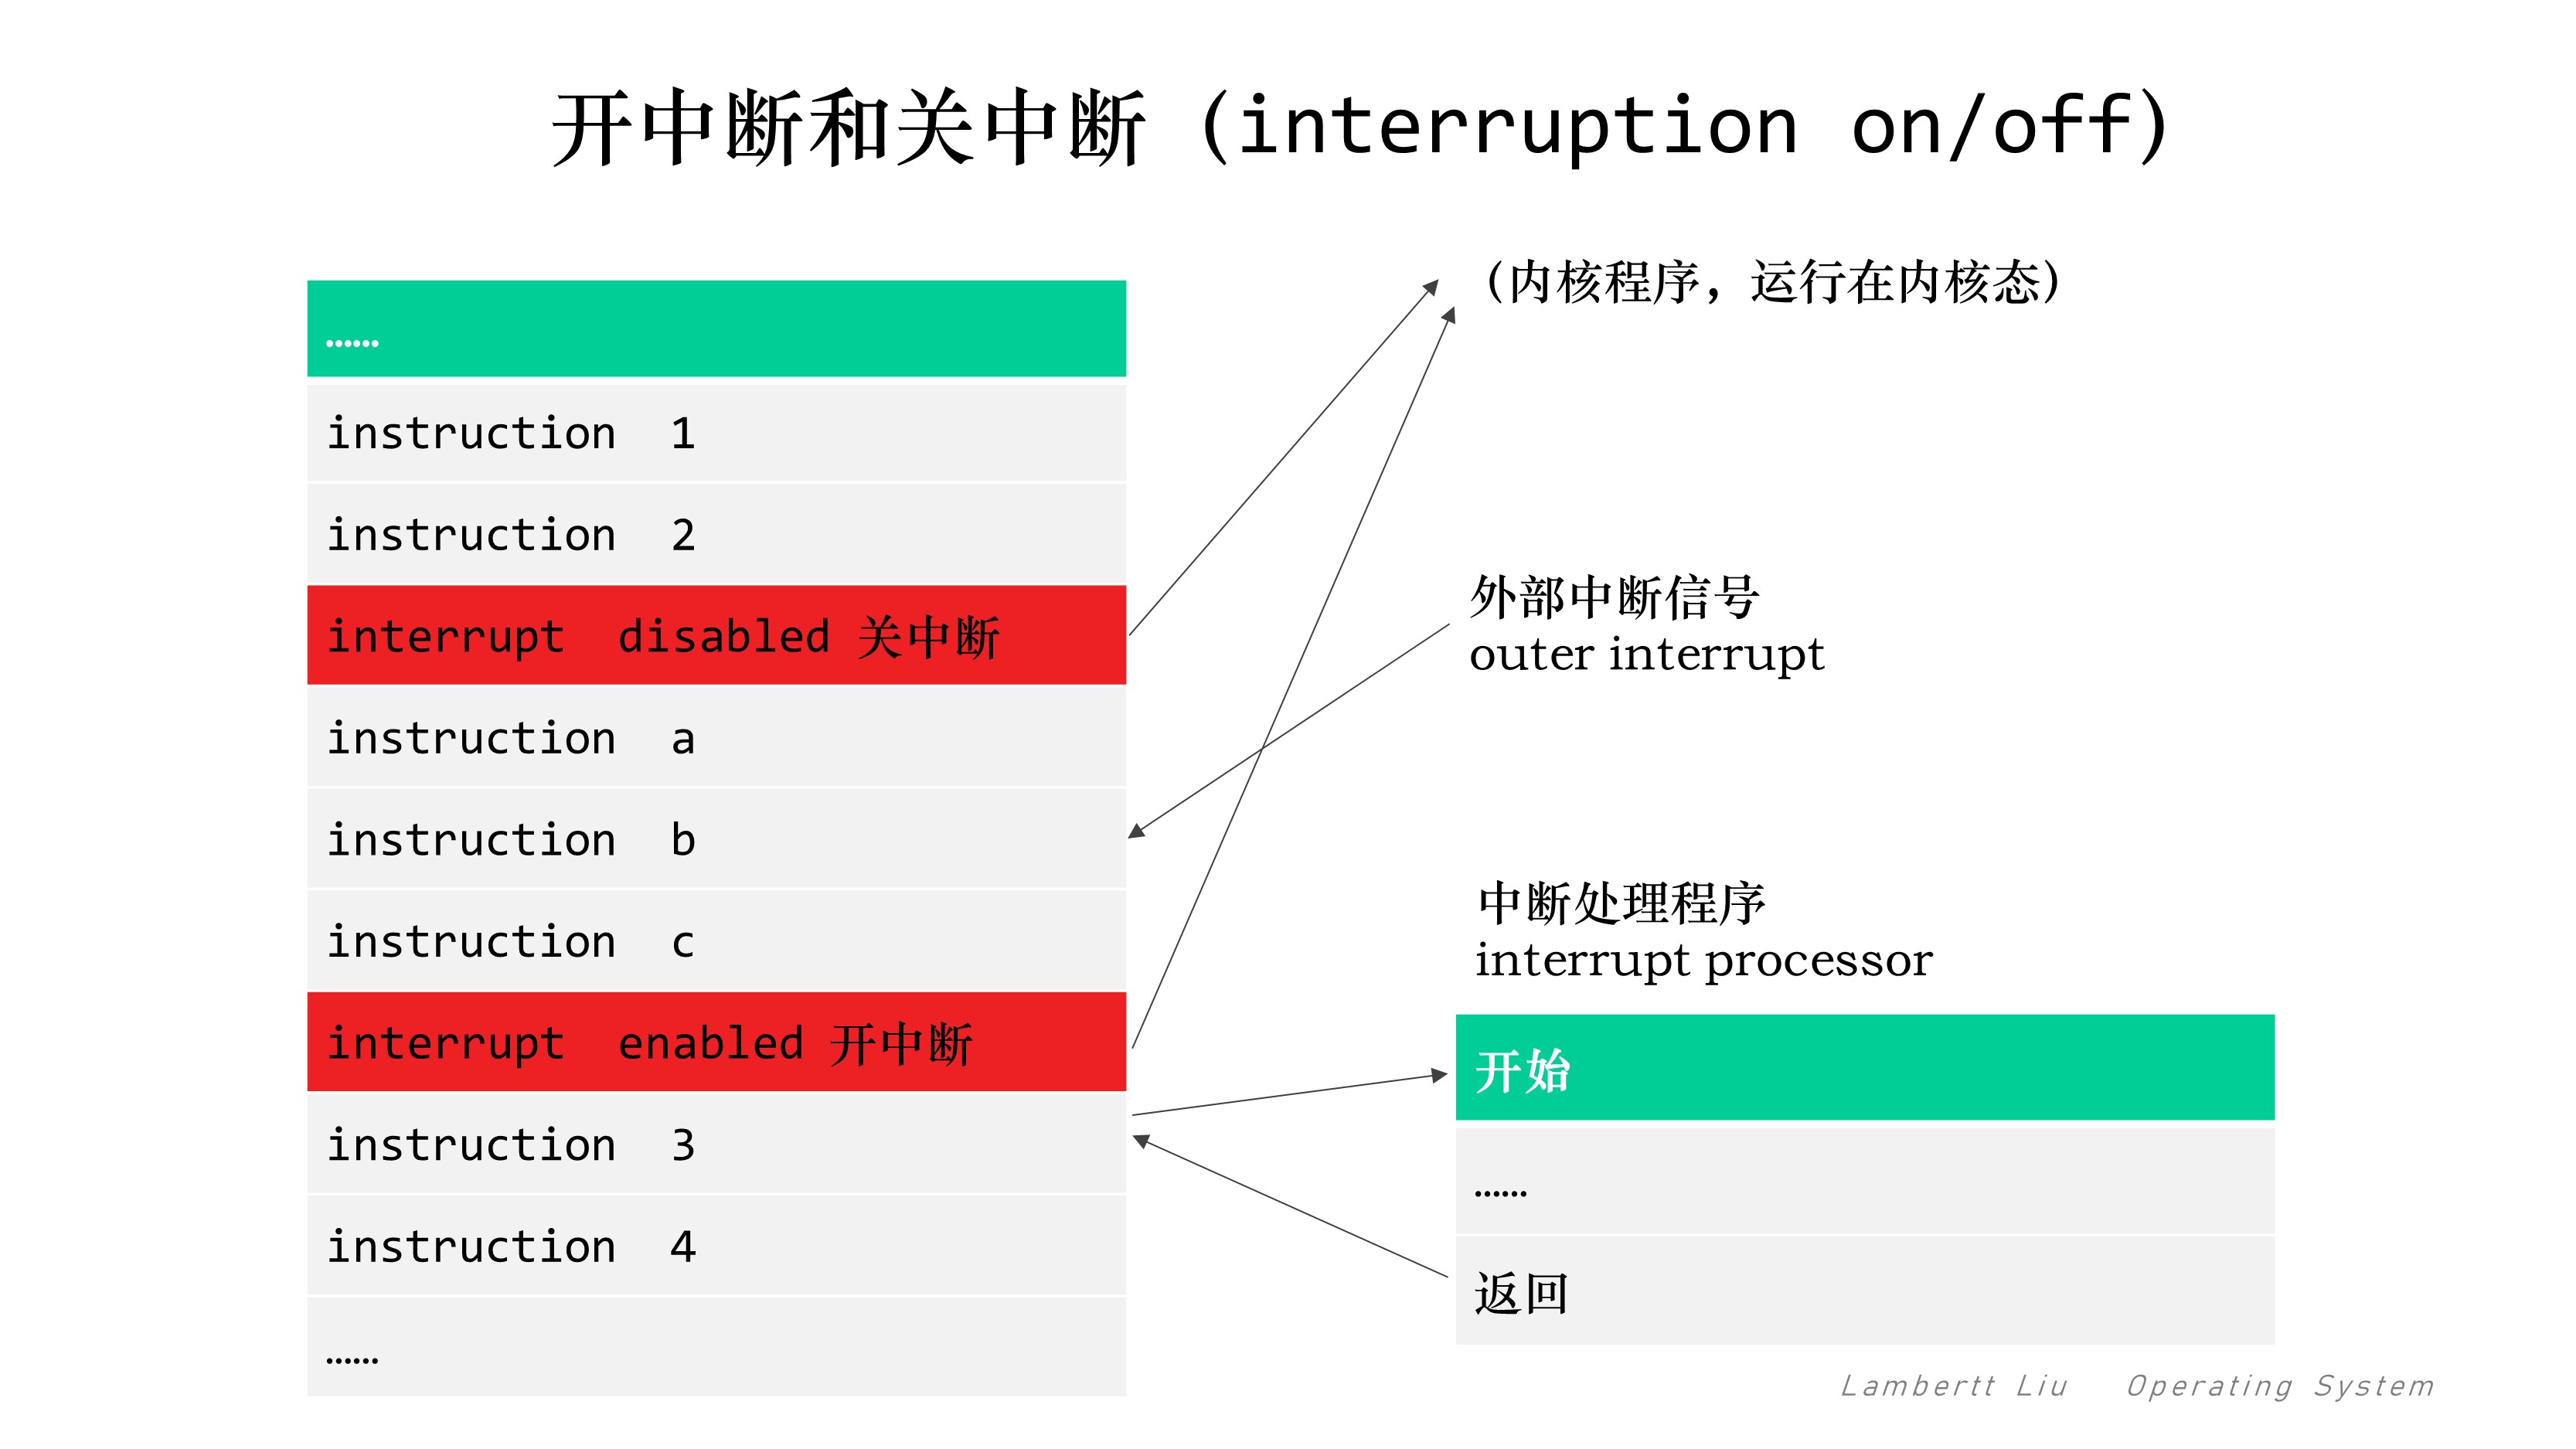 开中断和关中断（interruption on/off）
……
instruction 1
instruction 2
interrupt disabled 关中断
instruction a
instruction b
instruction c
interrupt enabled 开中断
instruction 3
instruction 4
……
（内核程序，运行在内核态）
外部中断信号
outer interrupt
中断处理程序
interrupt processor
开始
……
返回
Lambertt Liu Operating System